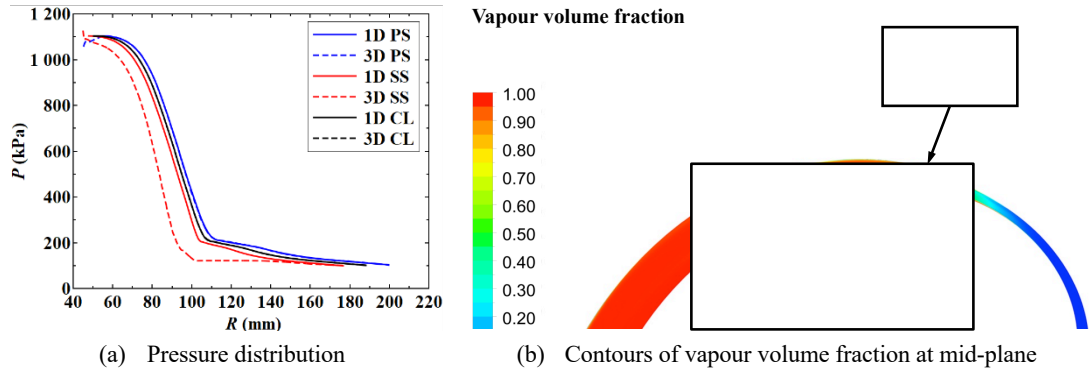 Vapour volume fraction
P (kPa)
1 200
1 000
800
600
400
200
0
1D PS
3D PS
1D SS
3D SS
1D CL
3D CL
40 60 80 100 120 140 160 180 200 220
R (mm)
1.00
0.90
0.80
0.70
0.60
0.50
0.40
0.30
0.20
(a) Pressure distribution
(b) Contours of vapour volume fraction at mid-plane